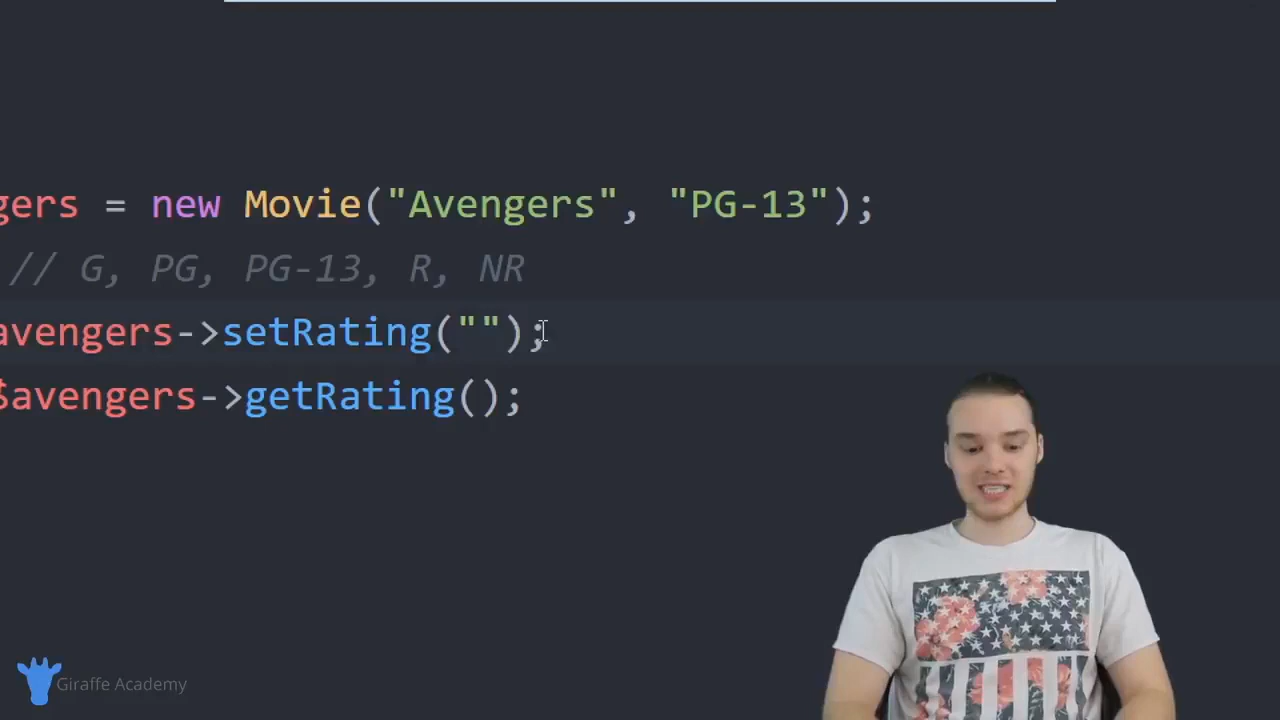 gers = new Movie("Avengers", "PG-13");
// G, PG, PG-13, R, NR
avengers->setRating("");
$avengers->getRating();
Giraffe Academy